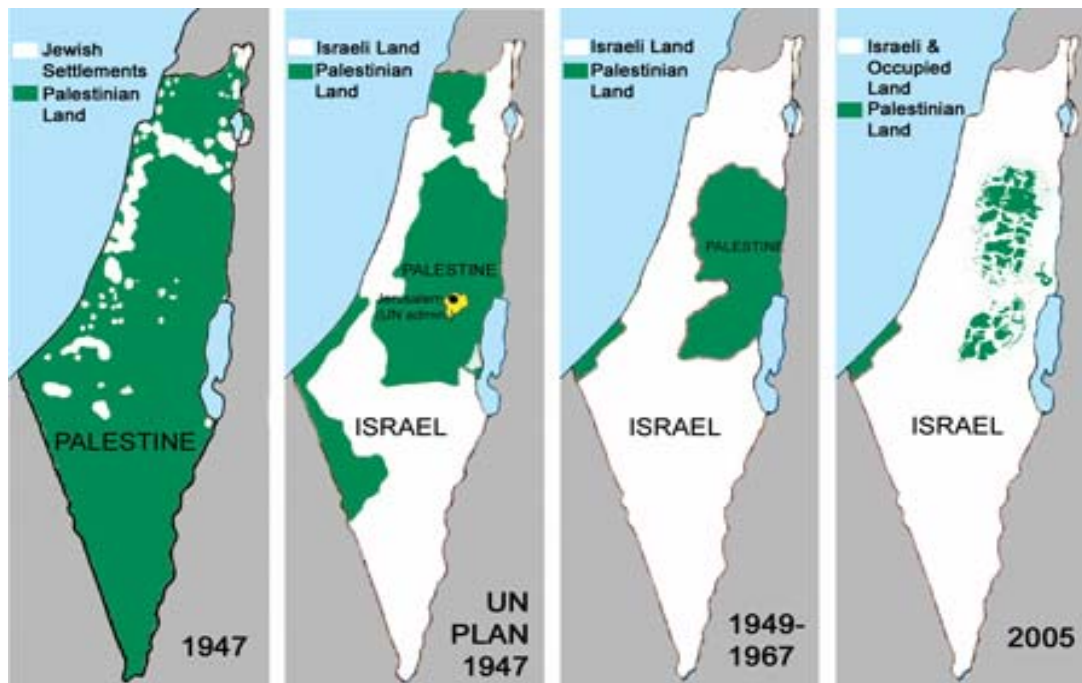 Jewish
Settlements
Palestinian
Land
PALESTINE
1947
Israeli Land
Palestinian
Land
PALESTINE
Jerusalem
(UN admin)
ISRAEL
UN
PLAN
1947
Israeli Land
Palestinian
Land
PALESTINE
ISRAEL
1949-
1967
Israeli &
Occupied
Land
Palestinian
Land
ISRAEL
2005